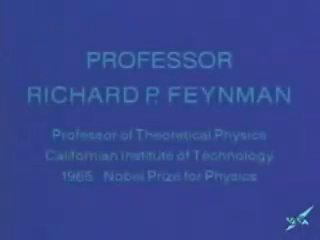 PROFESSOR
RICHARD P. FEYNMAN
Professor of Theoretical Physics
Californian Institute of Technology
1965 Nobel Prize for Physics